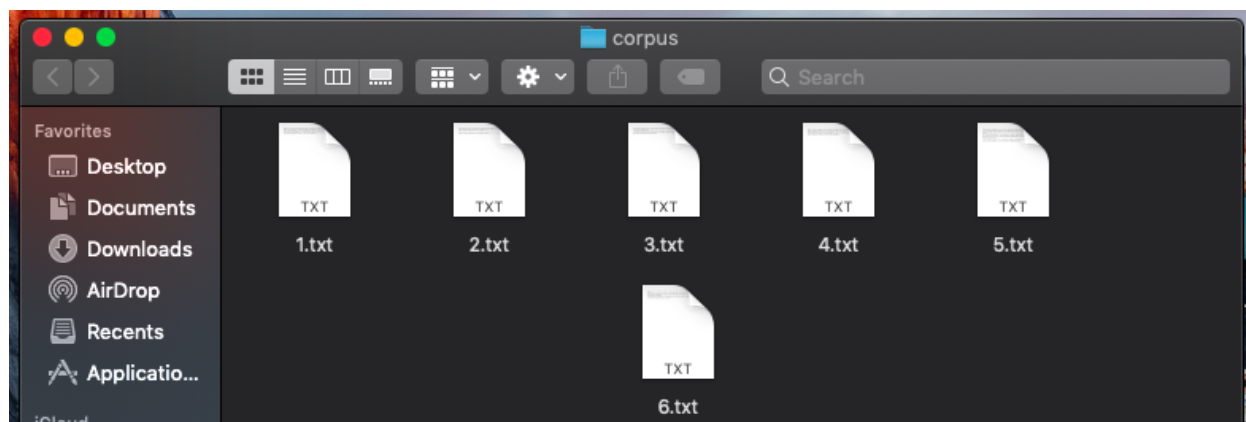 corpus
Search
Favorites
Desktop
Documents
Downloads
AirDrop
Recents
Applicatio...
TXT TXT TXT TXT TXT
1.txt 2.txt 3.txt 4.txt 5.txt
TXT
6.txt